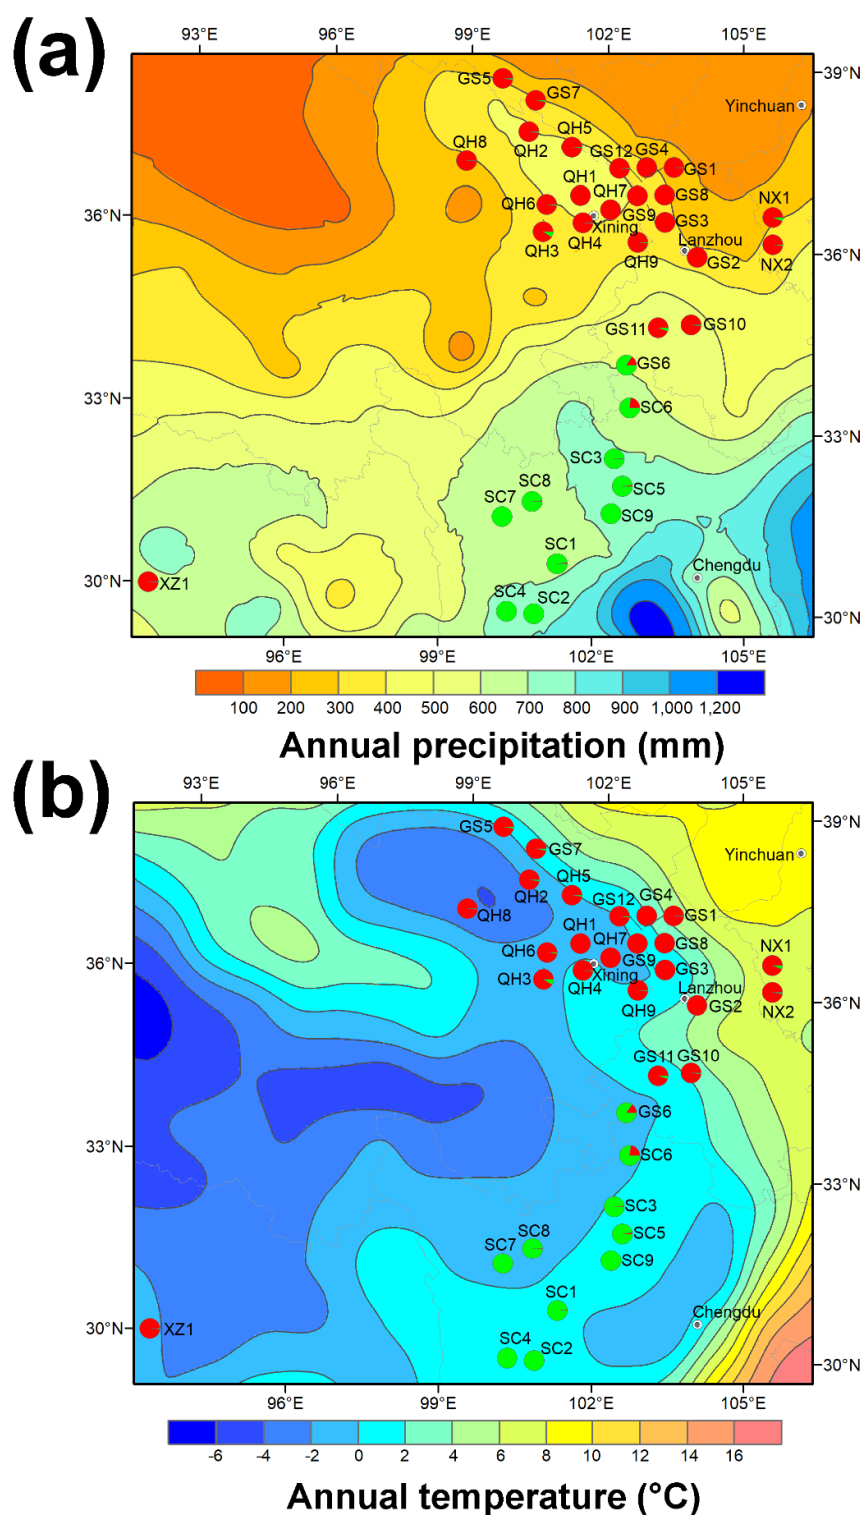 (a)
93°E 96°E 99°E 102°E 105°E
39°N
GS5
GS7
Yinchuan
QH8
QH2
QH5
GS12
GS4
GS1
QH1
QH7
GS8
NX1
36°N
QH6
GS9
GS3
Xining
QH3
QH4
Lanzhou
QH9
GS2
NX2
36°N
GS11
GS10
GS6
33°N
SC6
33°N
SC3
SC8
SC5
SC7
SC9
SC1
Chengdu
30°N
XZ1
SC4
SC2
30°N
96°E 99°E 102°E 105°E
100 200 300 400 500 600 700 800 900 1,000 1,200
Annual precipitation (mm)
(b)
93°E 96°E 99°E 102°E 105°E
39°N
GS5
GS7
Yinchuan
QH5
QH2
GS12
GS4
GS1
QH8
QH1
QH7
GS8
NX1
QH6
GS9
GS3
36°N
Xining
QH3
QH4
Lanzhou
QH9
GS2
NX2
36°N
GS11
GS10
GS6
33°N
SC6
33°N
SC3
SC8
SC5
SC7
SC9
SC1
Chengdu
30°N
XZ1
SC4
SC2
30°N
96°E 99°E 102°E 105°E
-6 -4 -2 0 2 4 6 8 10 12 14 16
Annual temperature (°C)